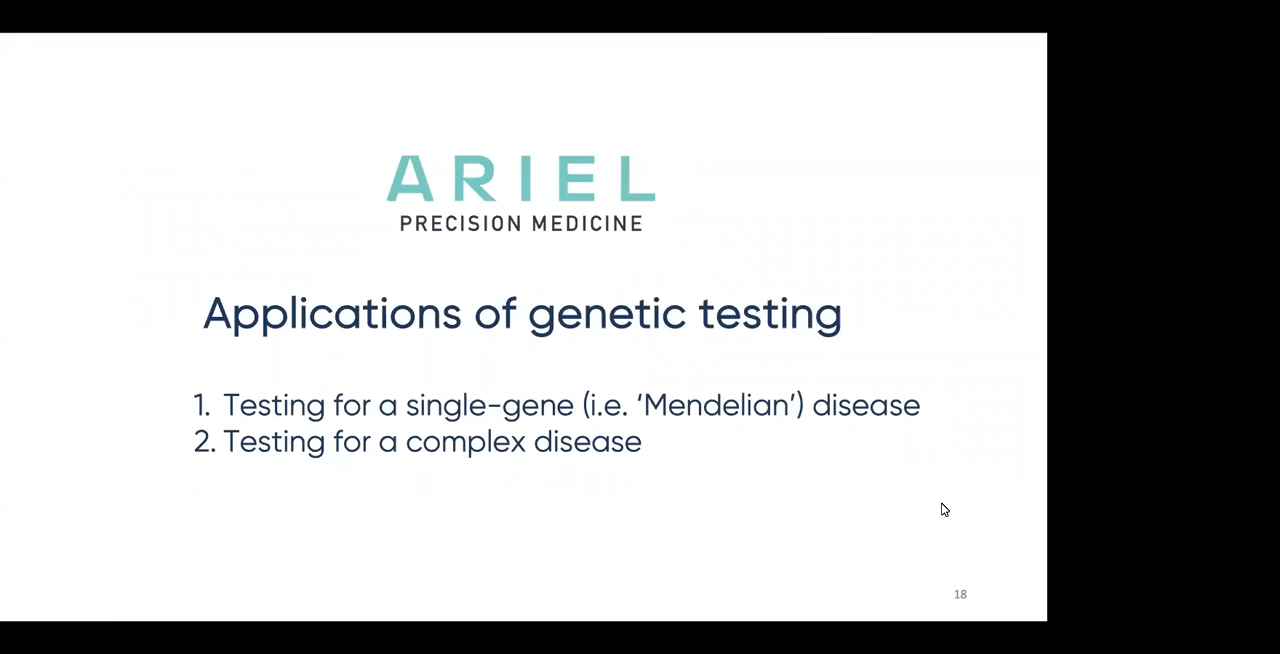 ARIEL
PRECISION MEDICINE
Applications of genetic testing
1. Testing for a single-gene (i.e. ‘Mendelian’) disease
2. Testing for a complex disease
18